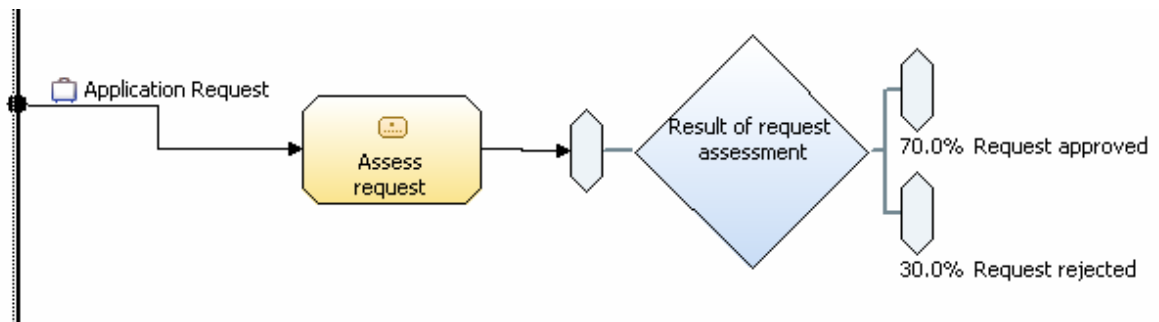 Application Request
Assess
request
Result of request
assessment
70.0% Request approved
30.0% Request rejected